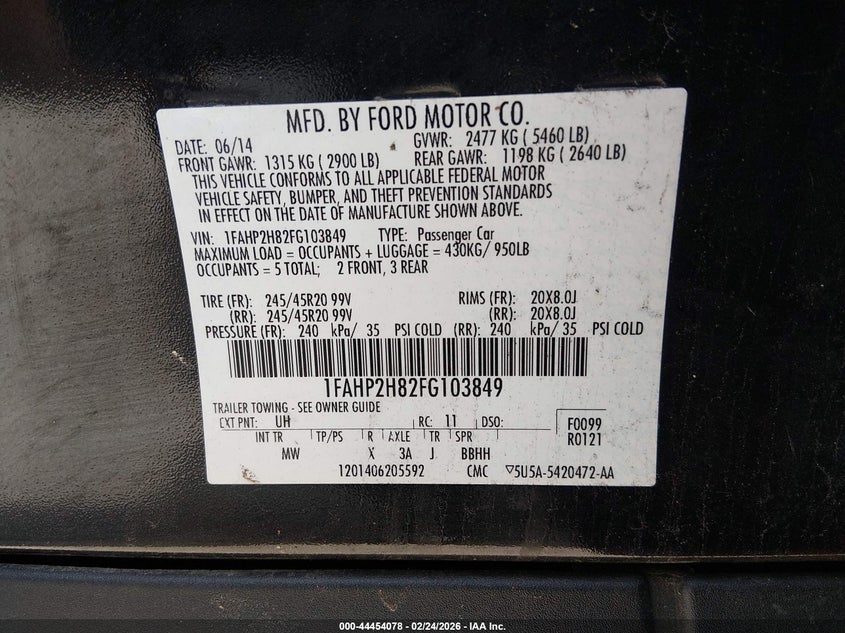 MFD. BY FORD MOTOR CO.
DATE: 06/14 GVWR: 2477 KG ( 5460 LB)
FRONT GAWR: 1315 KG ( 2900 LB) REAR GAWR: 1198 KG ( 2640 LB)
THIS VEHICLE CONFORMS TO ALL APPLICABLE FEDERAL MOTOR
VEHICLE SAFETY, BUMPER, AND THEFT PREVENTION STANDARDS
IN EFFECT ON THE DATE OF MANUFACTURE SHOWN ABOVE.
VIN: 1FAHP2H82FG103849 TYPE: Passenger Car
MAXIMUM LOAD = OCCUPANTS + LUGGAGE = 430KG/ 950LB
OCCUPANTS = 5 TOTAL; 2 FRONT, 3 REAR
TIRE (FR): 245/45R20 99V RIMS (FR): 20X8.0J
(RR): 245/45R20 99V (RR): 20X8.0J
PRESSURE (FR): 240 kPa/ 35 PSI COLD (RR): 240 kPa/ 35 PSI COLD
1FAHP2H82FG103849
TRAILER TOWING - SEE OWNER GUIDE
EXT PNT: UH RC: 11 DSO: F0099
INT TR TP/PS R AXLE TR SPR R0121
MW X 3A J BBHH
1201406205592 CMC ▽5U5A-5420472-AA
000-44454078 - 02/24/2026 - IAA Inc.